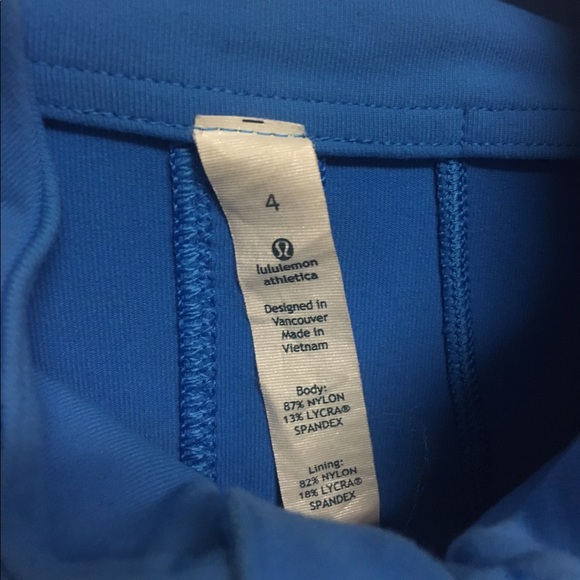 4
lululemon
athletica
Designed in
Vancouver
Made in
Vietnam
Body:
87% NYLON
13% LYCRA®
SPANDEX
Lining:
82% NYLON
18% LYCRA®
SPANDEX